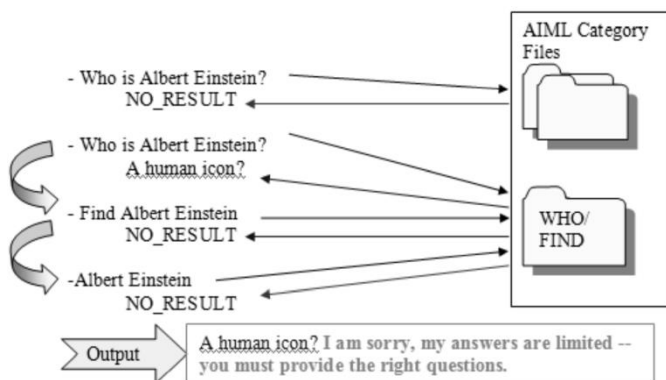 AIML Category
Files
- Who is Albert Einstein?
NO_RESULT
- Who is Albert Einstein?
A human icon?
- Find Albert Einstein
NO_RESULT
WHO/
FIND
-Albert Einstein
NO_RESULT
Output
A human icon? I am sorry, my answers are limited --
you must provide the right questions.